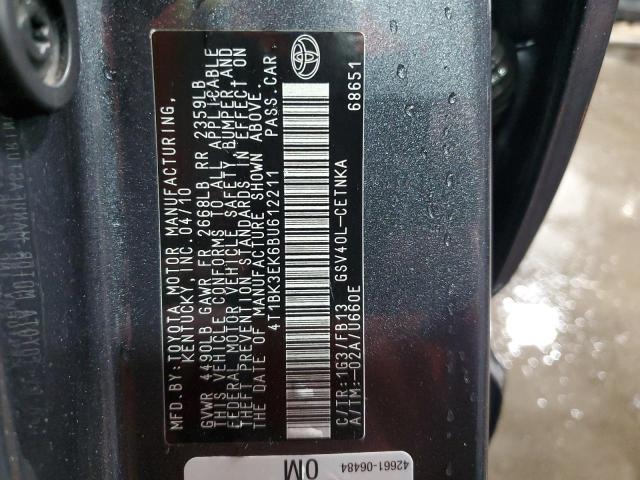 MFD. BY: TOYOTA MOTOR MANUFACTURING,
KENTUCKY, INC. 04/10
GVWR 4490LB GAWR FR 2668LB RR 2359LB
THIS VEHICLE CONFORMS TO ALL APPLICABLE
FEDERAL MOTOR VEHICLE SAFETY, BUMPER, AND
THEFT PREVENTION STANDARDS IN EFFECT ON
THE DATE OF MANUFACTURE SHOWN ABOVE.
4T1BK3EK6BU612211 PASS. CAR
C/TR: 1G3/FB13 GSV40L-CETNKA
A/TM: -02A/U660E 68651
42661-06484
0M